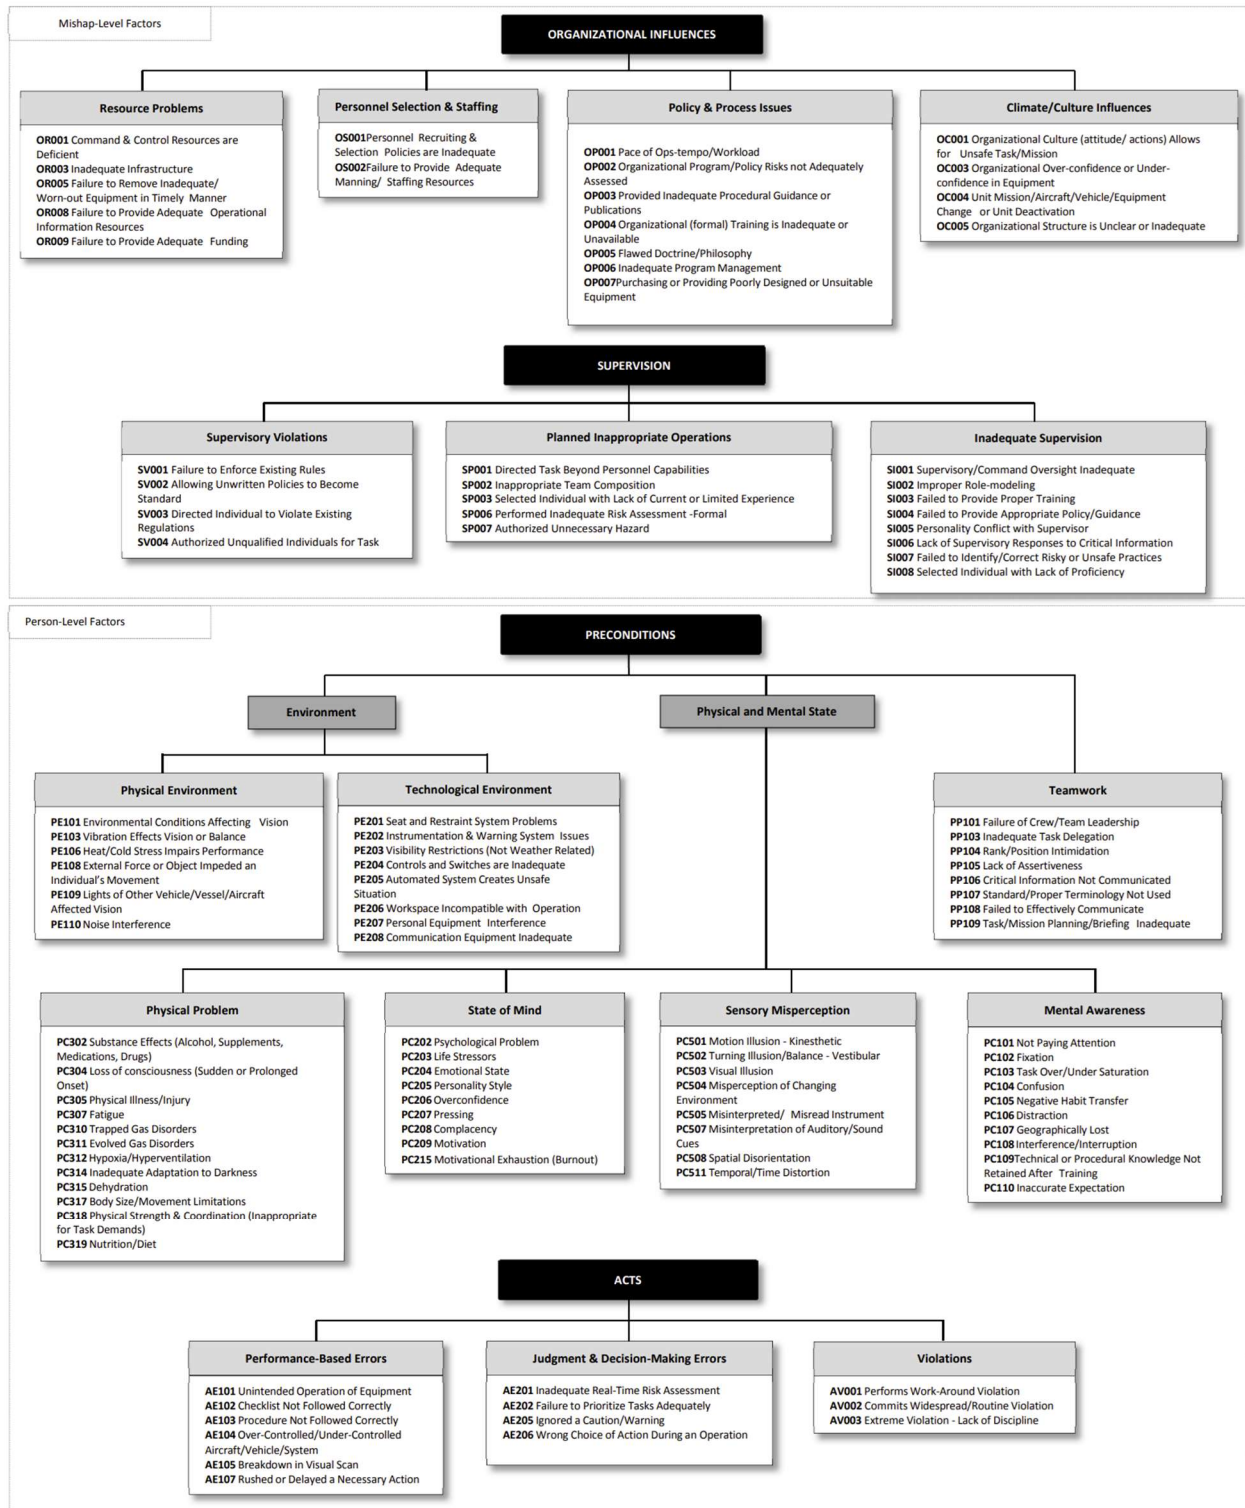 Mishap-Level Factors
ORGANIZATIONAL INFLUENCES
Resource Problems
OR001 Command & Control Resources are
Deficient
OR003 Inadequate Infrastructure
OR005 Failure to Remove Inadequate/
Worn-out Equipment in Timely Manner
OR008 Failure to Provide Adequate Operational
Information Resources
OR009 Failure to Provide Adequate Funding
Personnel Selection & Staffing
OS001Personnel Recruiting &
Selection Policies are Inadequate
OS002Failure to Provide Adequate
Manning/ Staffing Resources
Policy & Process Issues
OP001 Pace of Ops-tempo/Workload
OP002 Organizational Program/Policy Risks not Adequately
Assessed
OP003 Provided Inadequate Procedural Guidance or
Publications
OP004 Organizational (formal) Training is Inadequate or
Unavailable
OP005 Flawed Doctrine/Philosophy
OP006 Inadequate Program Management
OP007Purchasing or Providing Poorly Designed or Unsuitable
Equipment
Climate/Culture Influences
OC001 Organizational Culture (attitude/ actions) Allows
for Unsafe Task/Mission
OC003 Organizational Over-confidence or Under-
confidence in Equipment
OC004 Unit Mission/Aircraft/Vehicle/Equipment
Change or Unit Deactivation
OC005 Organizational Structure is Unclear or Inadequate
SUPERVISION
Supervisory Violations
SV001 Failure to Enforce Existing Rules
SV002 Allowing Unwritten Policies to Become
Standard
SV003 Directed Individual to Violate Existing
Regulations
SV004 Authorized Unqualified Individuals for Task
Planned Inappropriate Operations
SP001 Directed Task Beyond Personnel Capabilities
SP002 Inappropriate Team Composition
SP003 Selected Individual with Lack of Current or Limited Experience
SP006 Performed Inadequate Risk Assessment -Formal
SP007 Authorized Unnecessary Hazard
Inadequate Supervision
SI001 Supervisory/Command Oversight Inadequate
SI002 Improper Role-modeling
SI003 Failed to Provide Proper Training
SI004 Failed to Provide Appropriate Policy/Guidance
SI005 Personality Conflict with Supervisor
SI006 Lack of Supervisory Responses to Critical Information
SI007 Failed to Identify/Correct Risky or Unsafe Practices
SI008 Selected Individual with Lack of Proficiency
Person-Level Factors
PRECONDITIONS
Environment
Physical and Mental State
Physical Environment
PE101 Environmental Conditions Affecting Vision
PE103 Vibration Effects Vision or Balance
PE106 Heat/Cold Stress Impairs Performance
PE108 External Force or Object Impeded an
Individual's Movement
PE109 Lights of Other Vehicle/Vessel/Aircraft
Affected Vision
PE110 Noise Interference
Technological Environment
PE201 Seat and Restraint System Problems
PE202 Instrumentation & Warning System Issues
PE203 Visibility Restrictions (Not Weather Related)
PE204 Controls and Switches are Inadequate
PE205 Automated System Creates Unsafe
Situation
PE206 Workspace Incompatible with Operation
PE207 Personal Equipment Interference
PE208 Communication Equipment Inadequate
Teamwork
PP101 Failure of Crew/Team Leadership
PP103 Inadequate Task Delegation
PP104 Rank/Position Intimidation
PP105 Lack of Assertiveness
PP106 Critical Information Not Communicated
PP107 Standard/Proper Terminology Not Used
PP108 Failed to Effectively Communicate
PP109 Task/Mission Planning/Briefing Inadequate
Physical Problem
PC302 Substance Effects (Alcohol, Supplements,
Medications, Drugs)
PC304 Loss of consciousness (Sudden or Prolonged
Onset)
PC305 Physical Illness/Injury
PC307 Fatigue
PC310 Trapped Gas Disorders
PC311 Evolved Gas Disorders
PC312 Hypoxia/Hyperventilation
PC314 Inadequate Adaptation to Darkness
PC315 Dehydration
PC317 Body Size/Movement Limitations
PC318 Physical Strength & Coordination (Inappropriate
for Task Demands)
PC319 Nutrition/Diet
State of Mind
PC202 Psychological Problem
PC203 Life Stressors
PC204 Emotional State
PC205 Personality Style
PC206 Overconfidence
PC207 Pressing
PC208 Complacency
PC209 Motivation
PC215 Motivational Exhaustion (Burnout)
Sensory Misperception
PC501 Motion Illusion - Kinesthetic
PC502 Turning Illusion/Balance - Vestibular
PC503 Visual Illusion
PC504 Misperception of Changing
Environment
PC505 Misinterpreted/ Misread Instrument
PC507 Misinterpretation of Auditory/Sound
Cues
PC508 Spatial Disorientation
PC511 Temporal/Time Distortion
Mental Awareness
PC101 Not Paying Attention
PC102 Fixation
PC103 Task Over/Under Saturation
PC104 Confusion
PC105 Negative Habit Transfer
PC106 Distraction
PC107 Geographically Lost
PC108 Interference/Interruption
PC109Technical or Procedural Knowledge Not
Retained After Training
PC110 Inaccurate Expectation
ACTS
Performance-Based Errors
AE101 Unintended Operation of Equipment
AE102 Checklist Not Followed Correctly
AE103 Procedure Not Followed Correctly
AE104 Over-Controlled/Under-Controlled
Aircraft/Vehicle/System
AE105 Breakdown in Visual Scan
AE107 Rushed or Delayed a Necessary Action
Judgment & Decision-Making Errors
AE201 Inadequate Real-Time Risk Assessment
AE202 Failure to Prioritize Tasks Adequately
AE205 Ignored a Caution/Warning
AE206 Wrong Choice of Action During an Operation
Violations
AV001 Performs Work-Around Violation
AV002 Commits Widespread/Routine Violation
AV003 Extreme Violation - Lack of Discipline